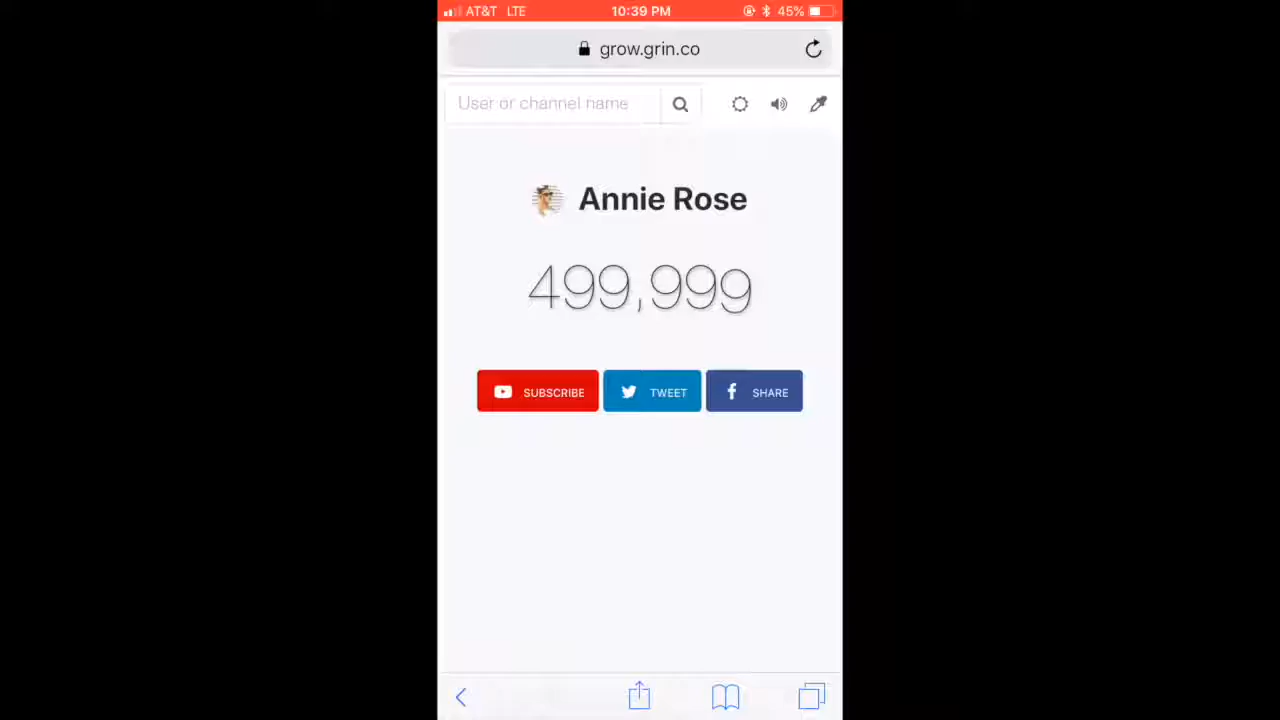 AT&T LTE 10:39 PM 45%
grow.grin.co
User or channel name
Annie Rose
499,999
SUBSCRIBE TWEET SHARE